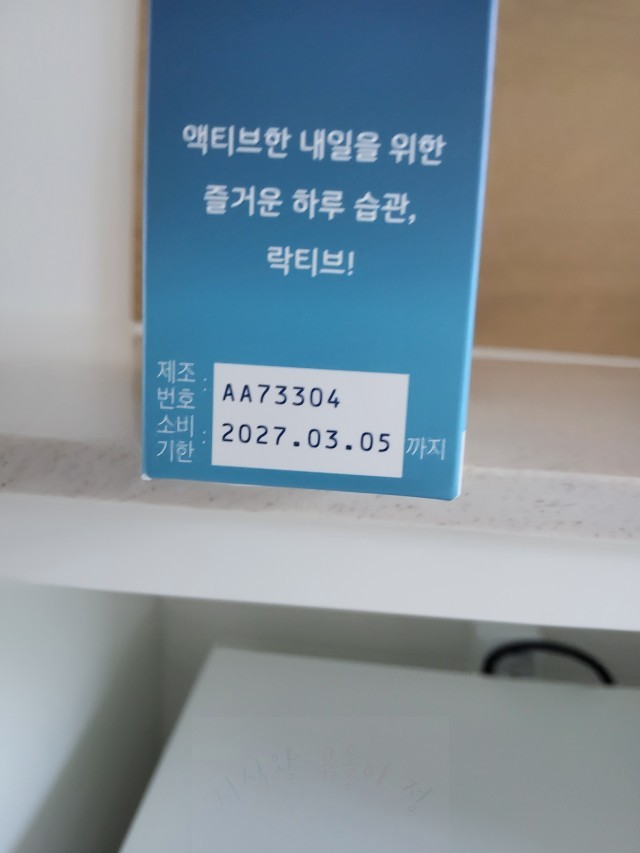 액티브한 내일을 위한
즐거운 하루 습관,
락티브!
제조번호 : AA73304
소비기한 : 2027.03.05 까지